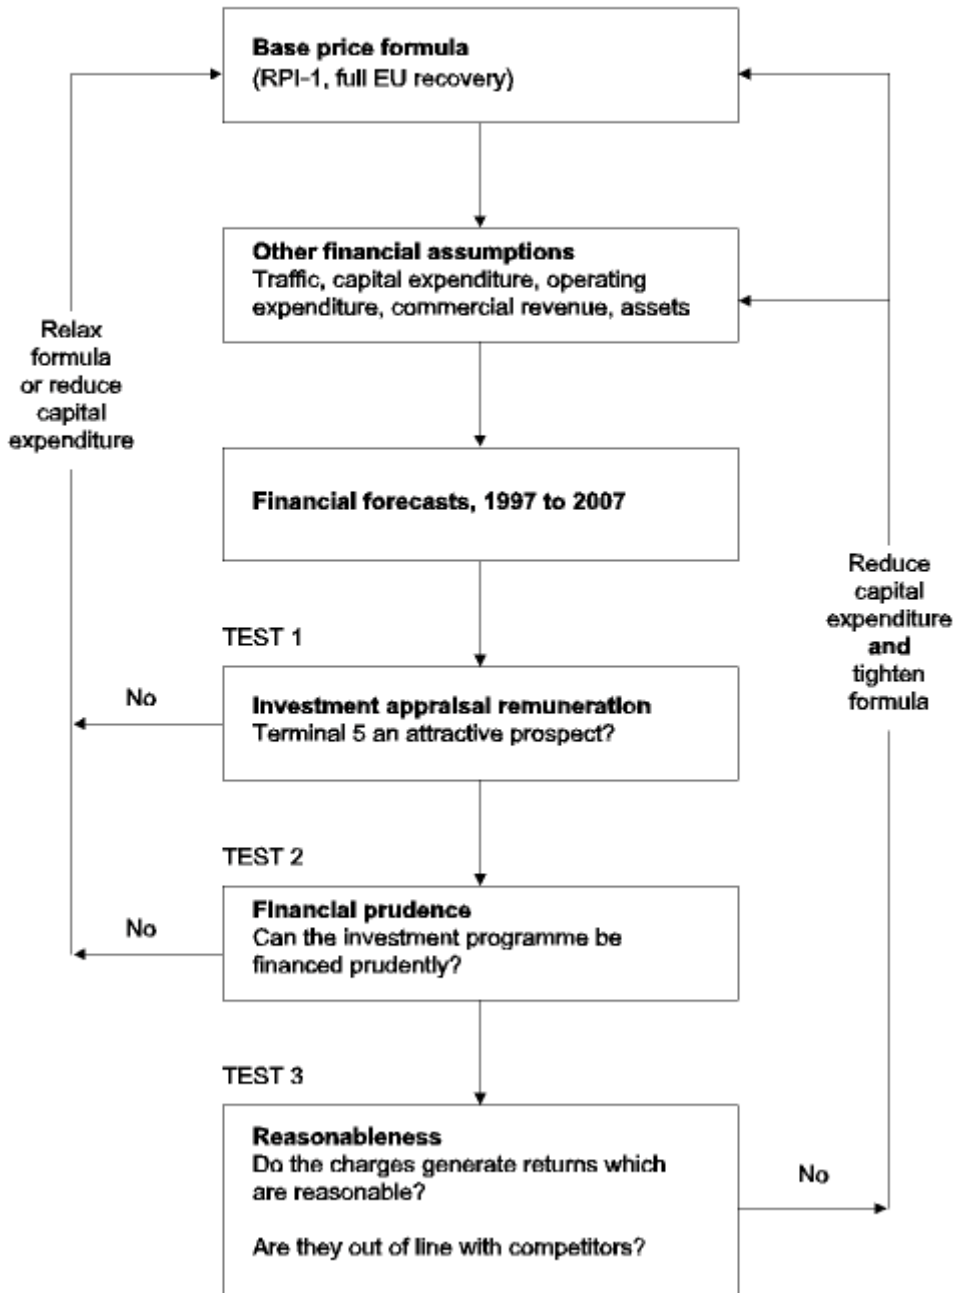 Base price formula
(RPI-1, full EU recovery)
Other financial assumptions
Traffic, capital expenditure, operating
expenditure, commercial revenue, assets
Relax
formula
or reduce
capital
expenditure
Financial forecasts, 1997 to 2007
Reduce
capital
expenditure
and
tighten
formula
TEST 1
No
Investment appraisal remuneration
Terminal 5 an attractive prospect?
TEST 2
No
Financial prudence
Can the investment programme be
financed prudently?
TEST 3
Reasonableness
Do the charges generate returns which
are reasonable?
No
Are they out of line with competitors?